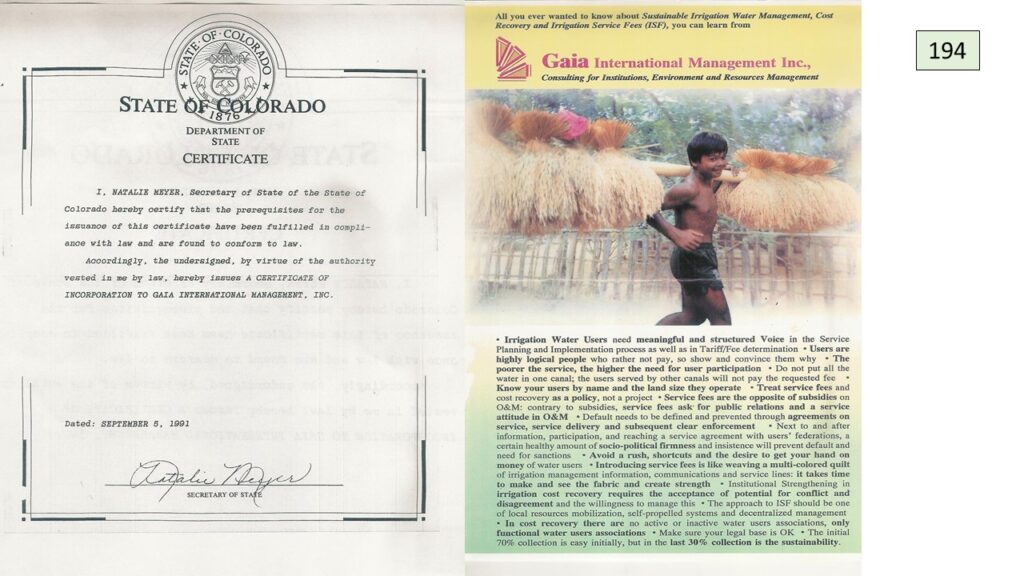 STATE · OF · COLORADO
1876
STATE OF COLORADO
DEPARTMENT OF
STATE
CERTIFICATE
I, NATALIE MEYER, Secretary of State of the State of
Colorado hereby certify that the prerequisites for the
issuance of this certificate have been fulfilled in compli-
ance with law and are found to conform to law.
Accordingly, the undersigned, by virtue of the authority
vested in me by law, hereby issues A CERTIFICATE OF
INCORPORATION TO GAIA INTERNATIONAL MANAGEMENT, INC.
Dated: SEPTEMBER 5, 1991
Natalie Meyer
SECRETARY OF STATE
All you ever wanted to know about Sustainable Irrigation Water Management, Cost
Recovery and Irrigation Service Fees (ISF), you can learn from
Gaia International Management Inc.,
Consulting for Institutions, Environment and Resources Management
• Irrigation Water Users need meaningful and structured Voice in the Service
Planning and Implementation process as well as in Tariff/Fee determination • Users are
highly logical people who rather not pay, so show and convince them why • The
poorer the service, the higher the need for user participation • Do not put all the
water in one canal; the users served by other canals will not pay the requested fee •
Know your users by name and the land size they operate • Treat service fees and
cost recovery as a policy, not a project • Service fees are the opposite of subsidies on
O&M: contrary to subsidies, service fees ask for public relations and a service
attitude in O&M • Default needs to be defined and prevented through agreements on
service, service delivery and subsequent clear enforcement • Next to and after
information, participation, and reaching a service agreement with users' federations, a
certain healthy amount of socio-political firmness and insistence will prevent default and
need for sanctions • Avoid a rush, shortcuts and the desire to get your hand on
money of water users • Introducing service fees is like weaving a multi-colored quilt
of irrigation management information, communications and service lines: it takes time
to make and see the fabric and create strength • Institutional Strengthening in
irrigation cost recovery requires the acceptance of potential for conflict and
disagreement and the willingness to manage this • The approach to ISF should be one
of local resources mobilization, self-propelled systems and decentralized management
• In cost recovery there are no active or inactive water users associations, only
functional water users associations • Make sure your legal base is OK • The initial
70% collection is easy initially, but in the last 30% collection is the sustainability.
194